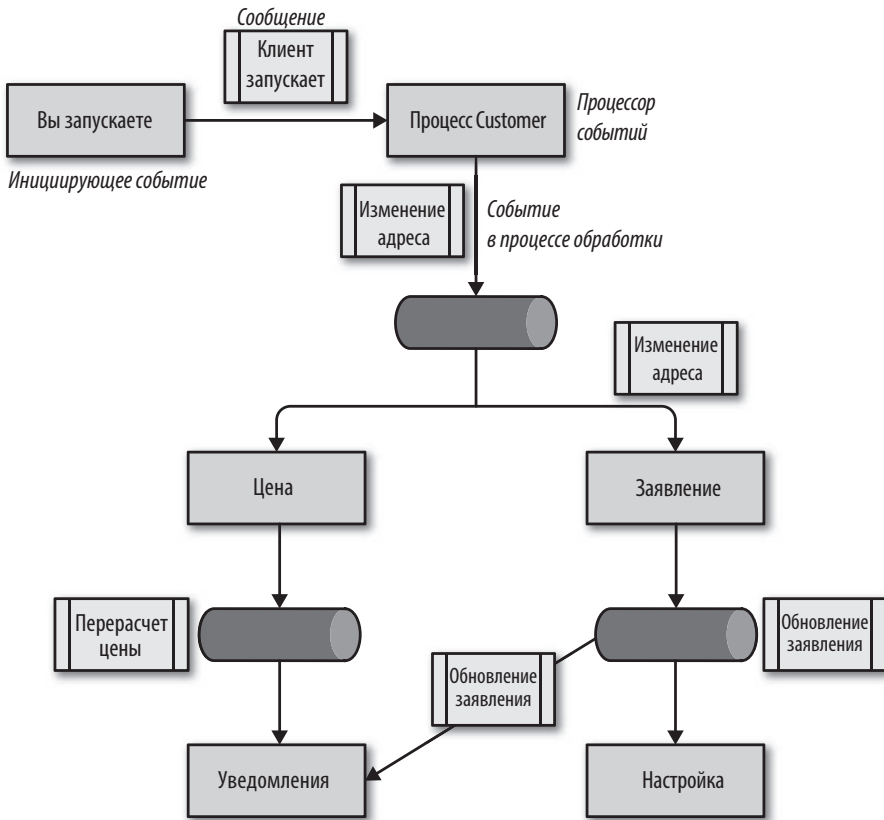 Сообщение
Клиент
запускает
Вы запускаете
Процесс Customer
Процессор
событий
Инициирующее событие
Изменение
адреса
Событие
в процессе обработки
Изменение
адреса
Цена
Заявление
Перерасчет
цены
Обновление
заявления
Обновление
заявления
Уведомления
Настройка